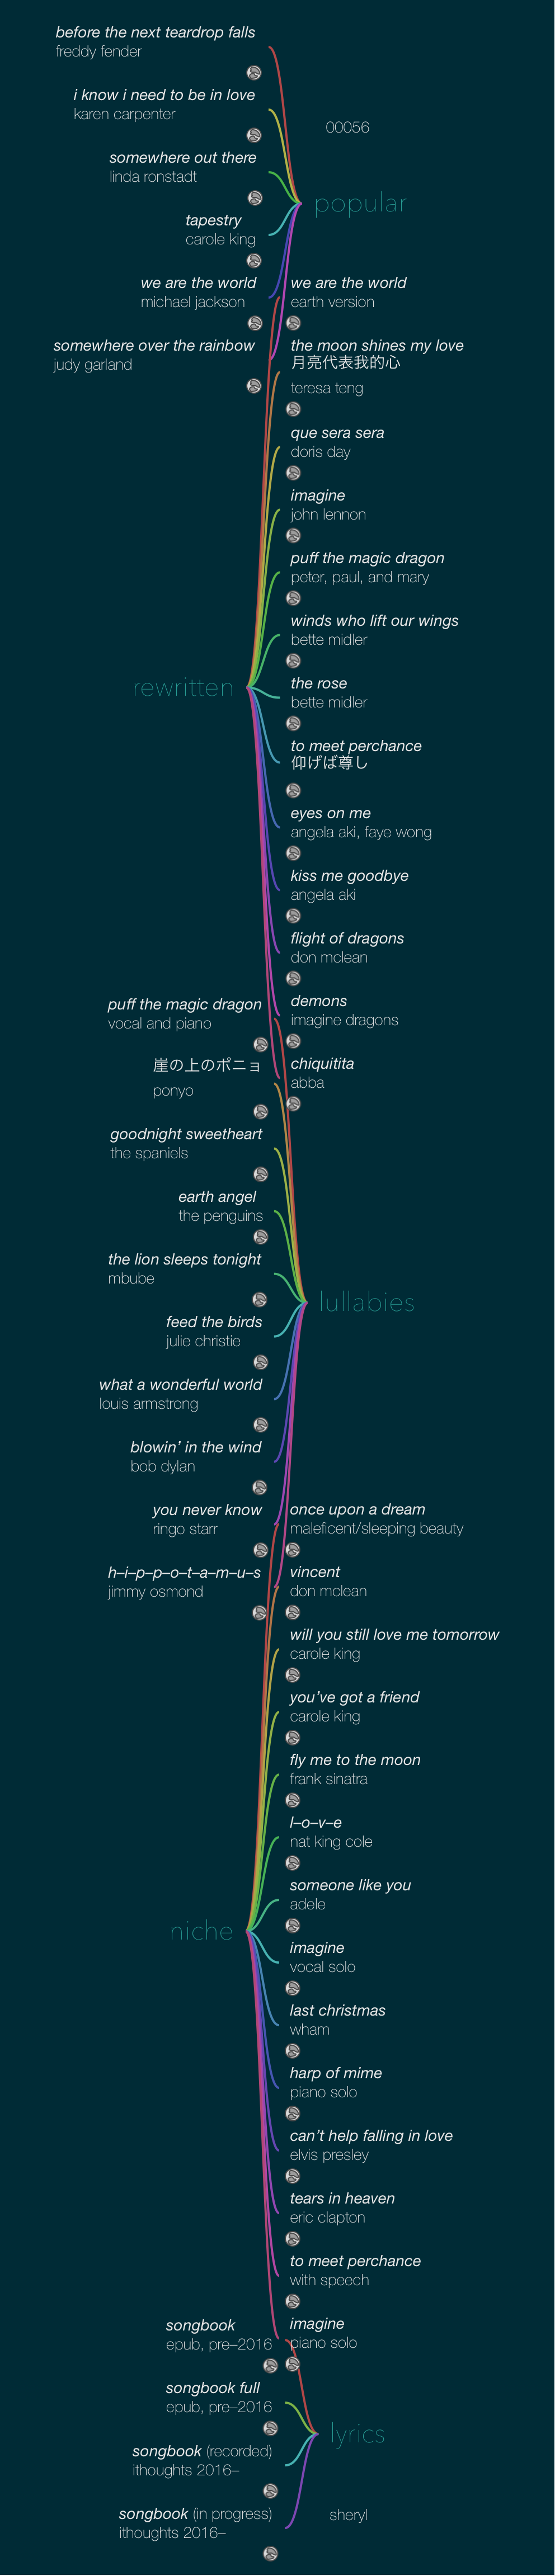 before the next teardrop falls
freddy fender
i know i need to be in love
karen carpenter
00056
somewhere out there
linda ronstadt
popular
tapestry
carole king
we are the world
michael jackson
we are the world
earth version
somewhere over the rainbow
judy garland
the moon shines my love
月亮代表我的心
teresa teng
que sera sera
doris day
imagine
john lennon
puff the magic dragon
peter, paul, and mary
winds who lift our wings
bette midler
rewritten
the rose
bette midler
to meet perchance
仰げば尊し
eyes on me
angela aki, faye wong
kiss me goodbye
angela aki
flight of dragons
don mclean
demons
imagine dragons
puff the magic dragon
vocal and piano
chiquitita
abba
崖の上のポニョ
ponyo
goodnight sweetheart
the spaniels
earth angel
the penguins
the lion sleeps tonight
mbube
lullabies
feed the birds
julie christie
what a wonderful world
louis armstrong
blowin’ in the wind
bob dylan
you never know
ringo starr
once upon a dream
maleficent/sleeping beauty
h–i–p–p–o–t–a–m–u–s
jimmy osmond
vincent
don mclean
will you still love me tomorrow
carole king
you’ve got a friend
carole king
fly me to the moon
frank sinatra
l–o–v–e
nat king cole
someone like you
adele
niche
imagine
vocal solo
last christmas
wham
harp of mime
piano solo
can’t help falling in love
elvis presley
tears in heaven
eric clapton
to meet perchance
with speech
imagine
piano solo
songbook
epub, pre–2016
songbook full
epub, pre–2016
lyrics
songbook (recorded)
ithoughts 2016–
songbook (in progress)
ithoughts 2016–
sheryl